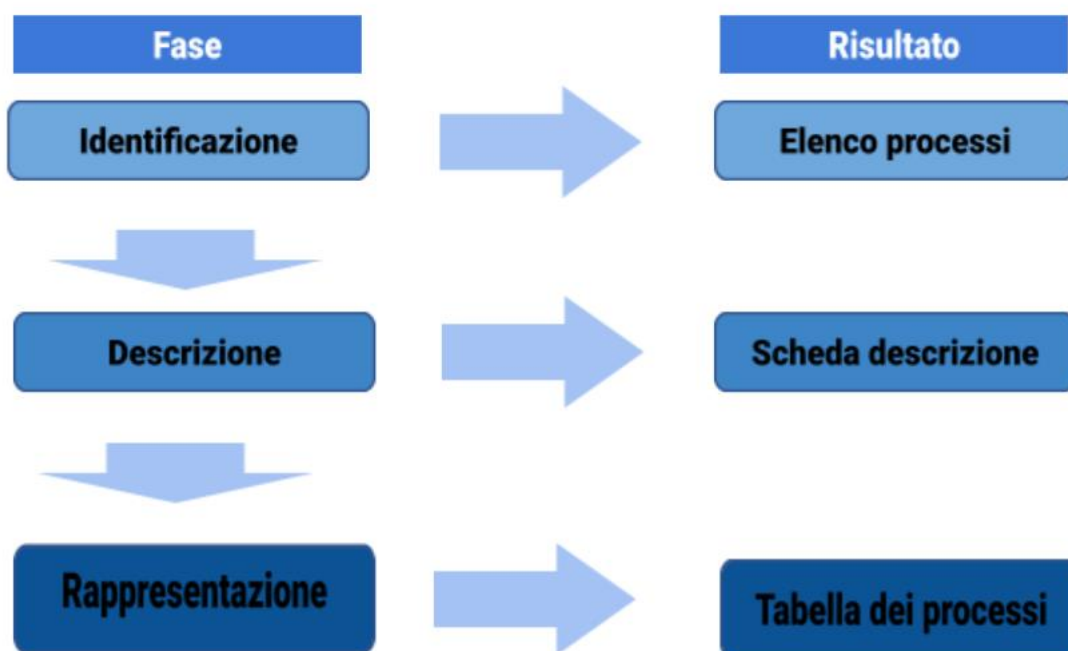 Fase
Risultato
Identificazione
Elenco processi
Descrizione
Scheda descrizione
Rappresentazione
Tabella dei processi